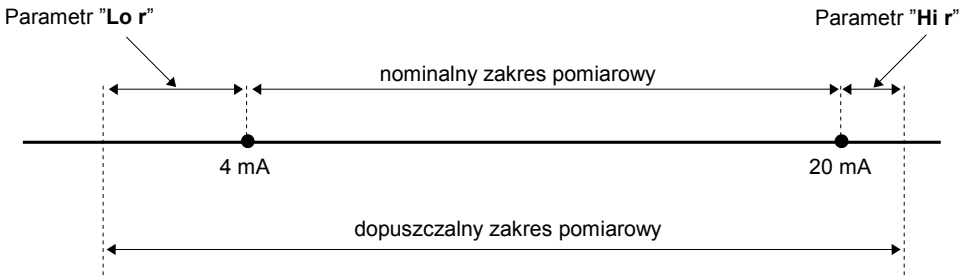 Parametr ”Lo r”
Parametr ”Hi r”
nominalny zakres pomiarowy
4 mA
20 mA
dopuszczalny zakres pomiarowy